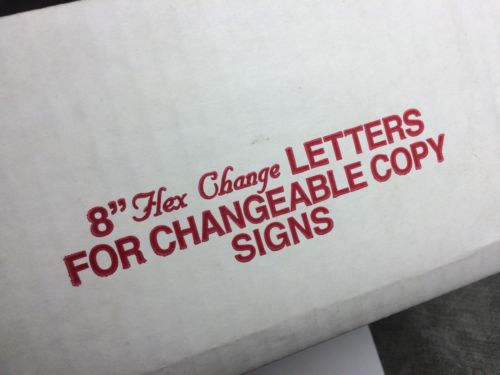 8” Flex Change LETTERS
FOR CHANGEABLE COPY
SIGNS